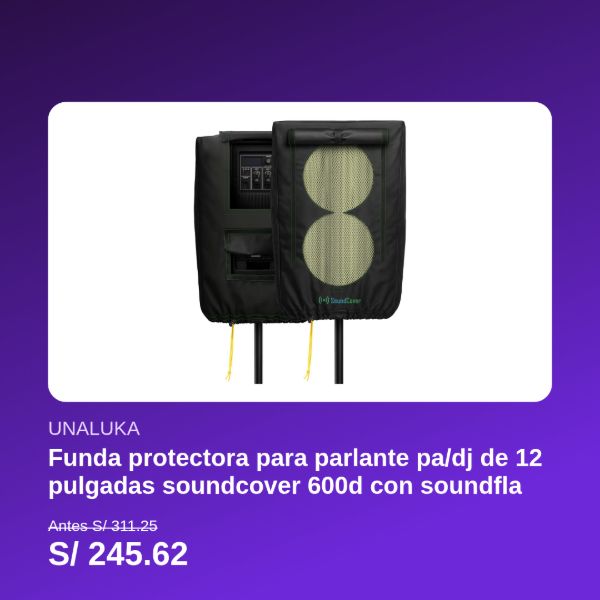 SoundCover
UNALUKA
Funda protectora para parlante pa/dj de 12
pulgadas soundcover 600d con soundfla
Antes S/ 311.25
S/ 245.62